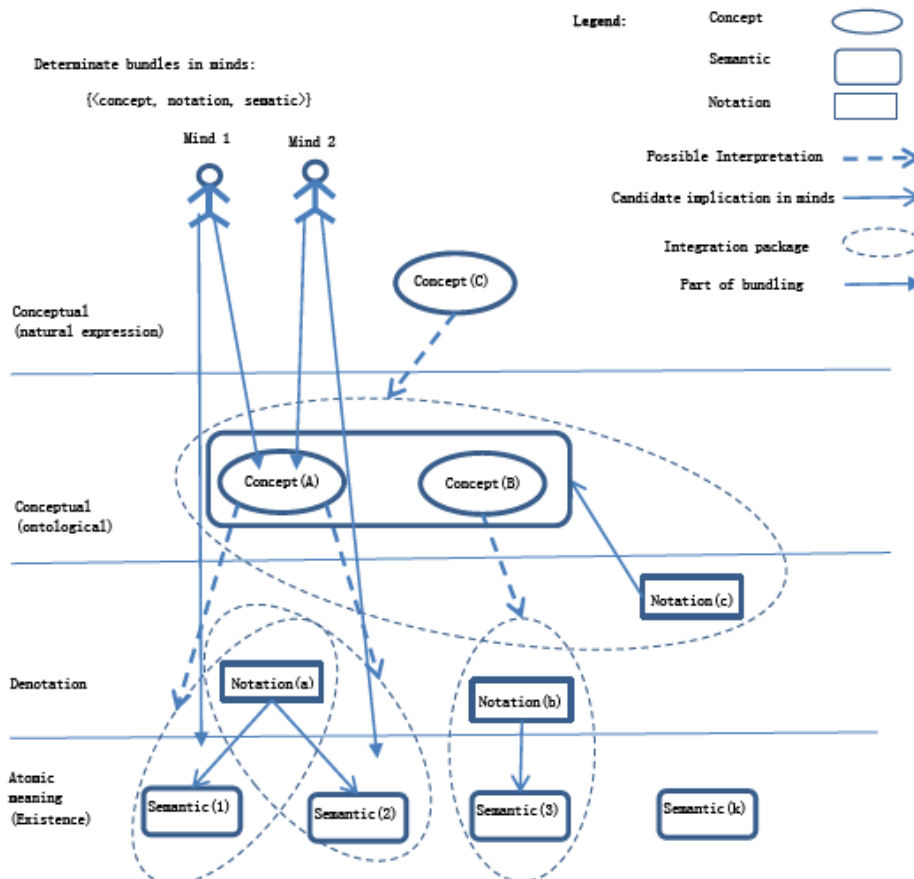 Legend:
Concept
Semantic
Notation
Possible Interpretation
Candidate implication in minds
Integration package
Part of bundling
Determinate bundles in minds:
{<concept, notation, sematic>}
Mind 1
Mind 2
Concept(C)
Conceptual
(natural expression)
Concept(A)
Concept(B)
Conceptual
(ontological)
Notation(c)
Denotation
Notation(a)
Notation(b)
Atomic
meaning
(Existence)
Semantic(1)
Semantic(2)
Semantic(3)
Semantic(k)